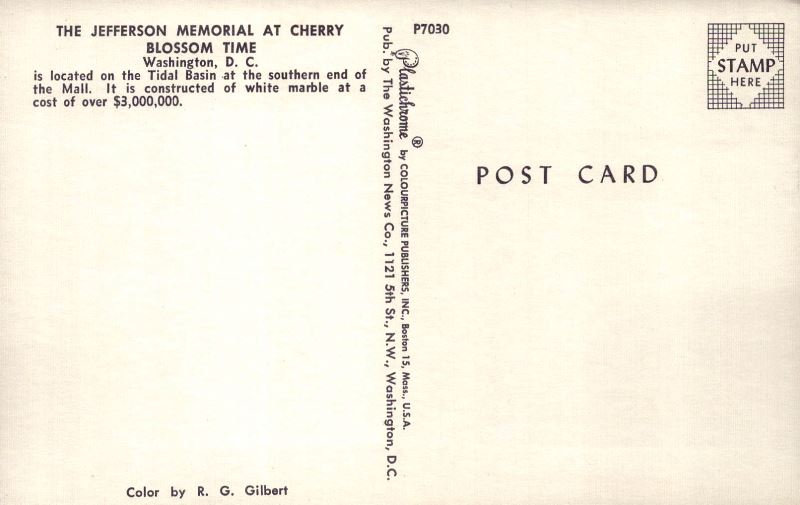 THE JEFFERSON MEMORIAL AT CHERRY
BLOSSOM TIME
Washington, D. C.
is located on the Tidal Basin at the southern end of
the Mall. It is constructed of white marble at a
cost of over $3,000,000.
Color by R. G. Gilbert
Pub. by The Washington News Co., 1121 5th St., N.W., Washington, D.C.
Plastichrome ® by COLOURPICTURE PUBLISHERS, INC., Boston 15, Mass., U.S.A.
P7030
PUT
STAMP
HERE
POST CARD